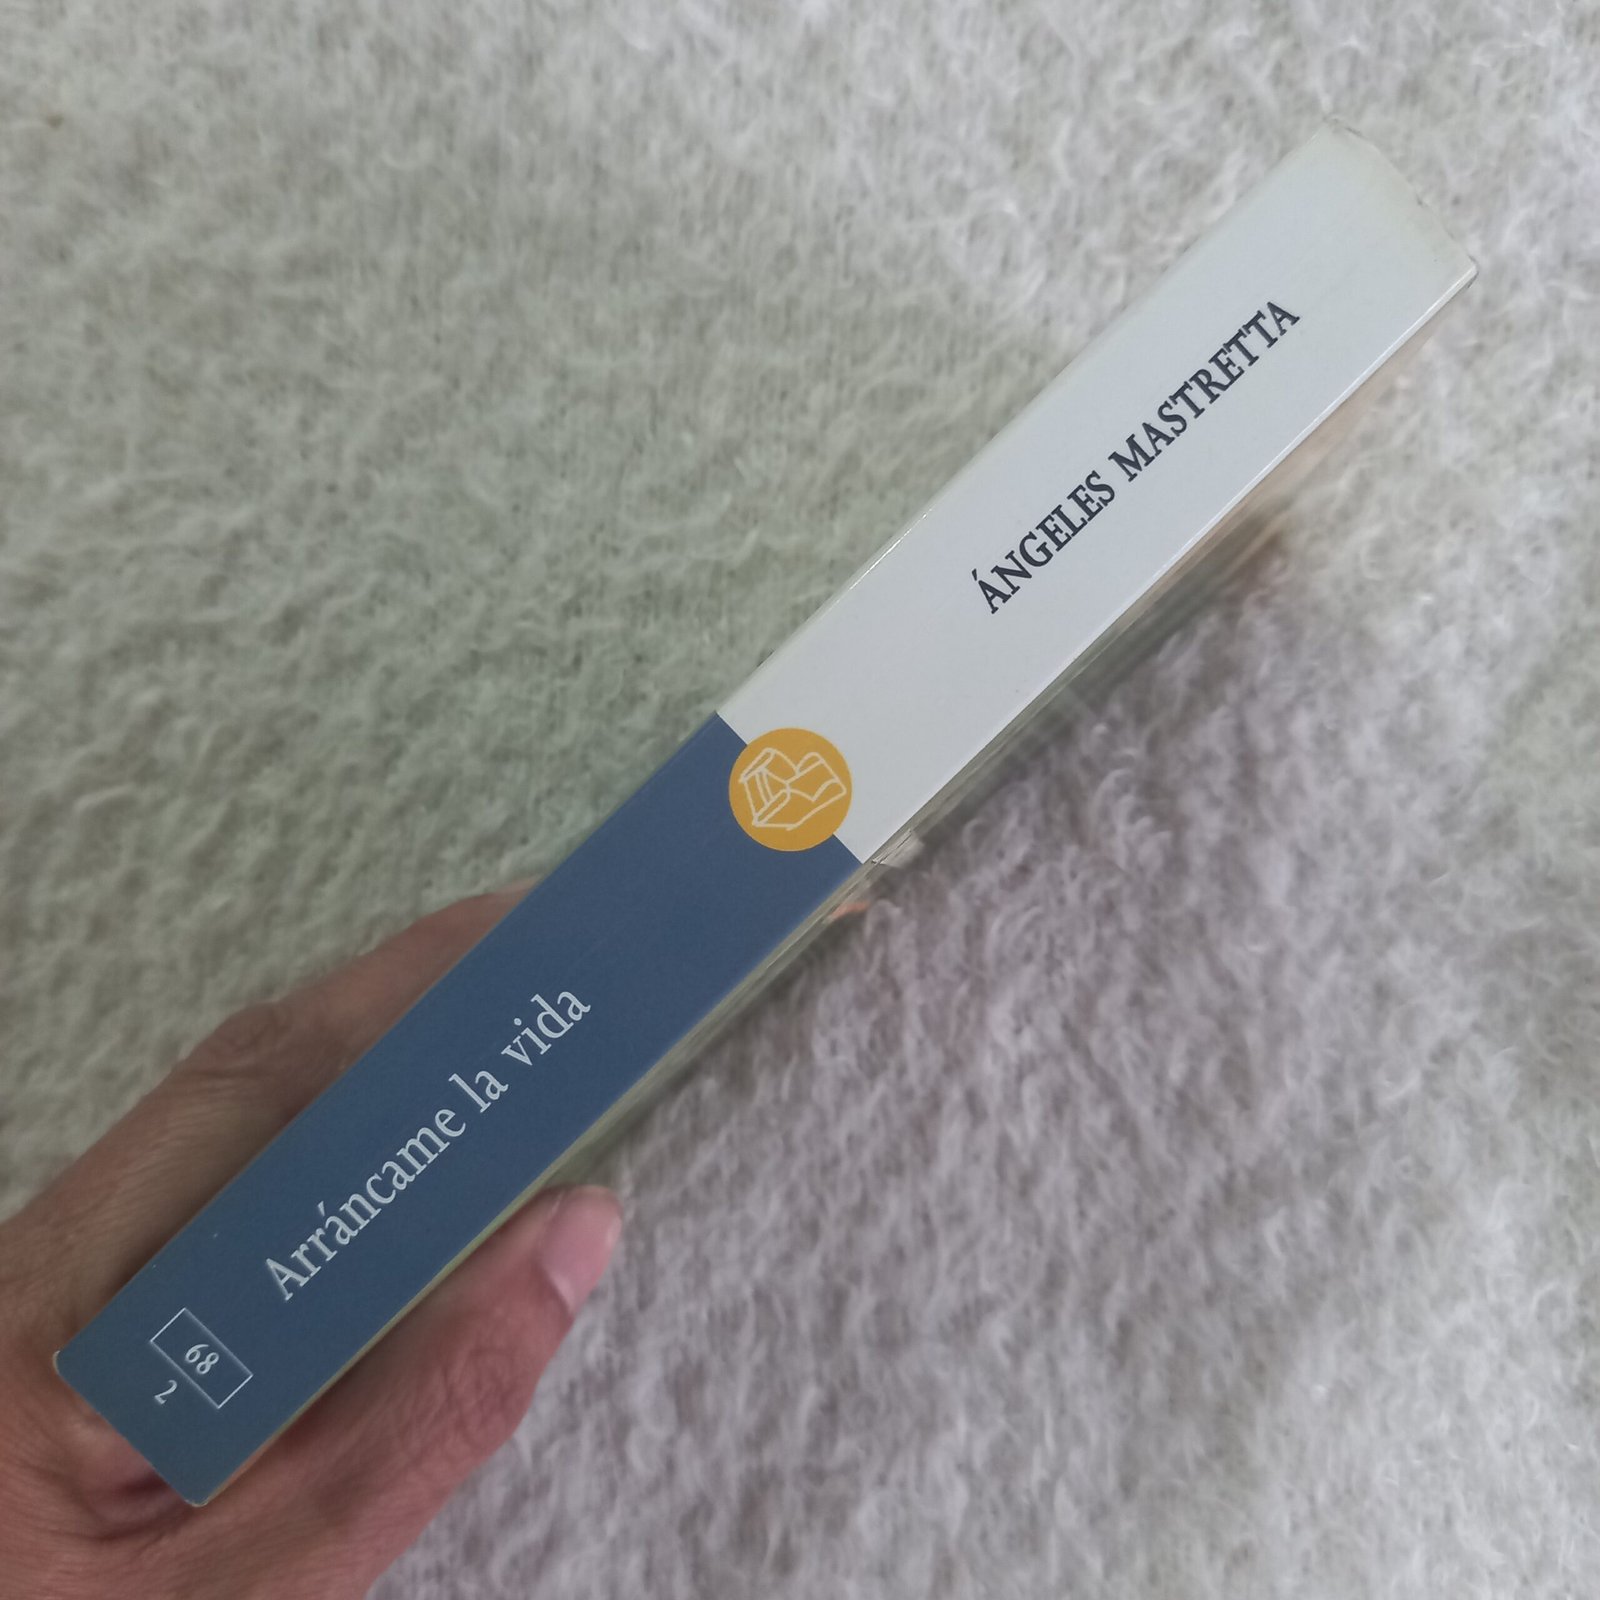 ÁNGELES MASTRETTA
Arráncame la vida
68
2